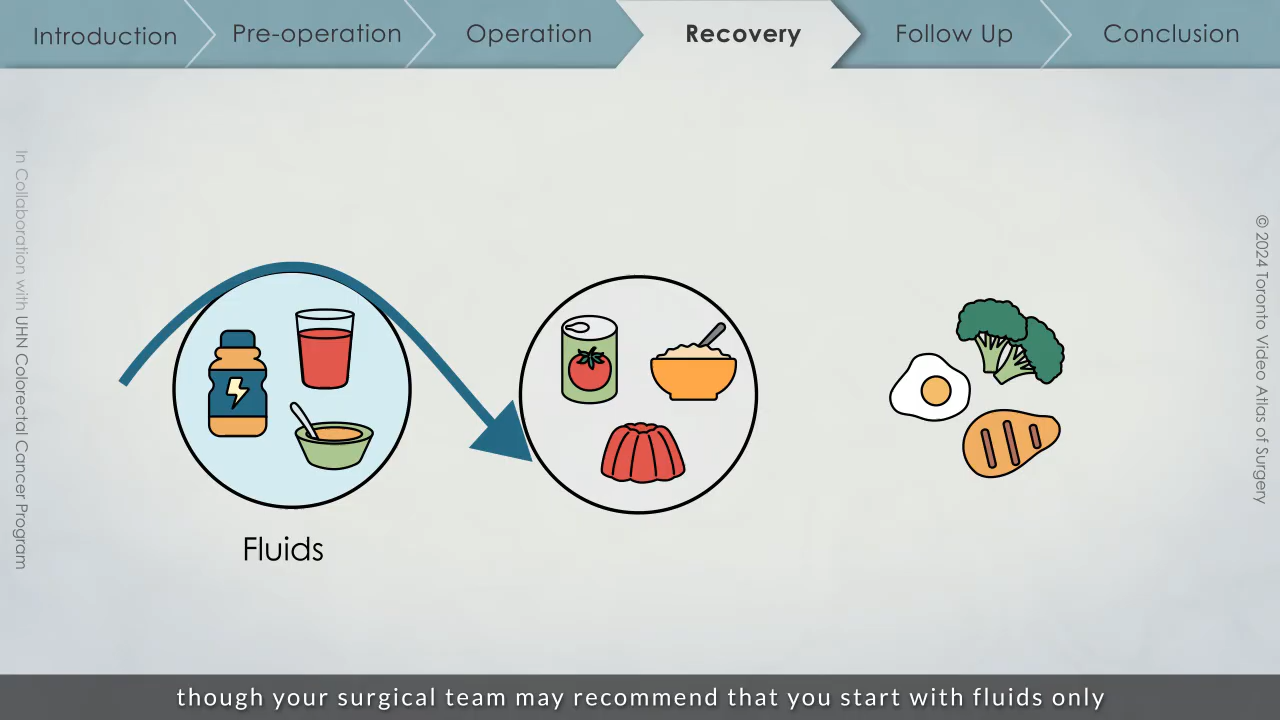 Introduction
Pre-operation
Operation
Recovery
Follow Up
Conclusion
In Collaboration with UHN Colorectal Cancer Program
© 2024 Toronto Video Atlas of Surgery
Fluids
though your surgical team may recommend that you start with fluids only